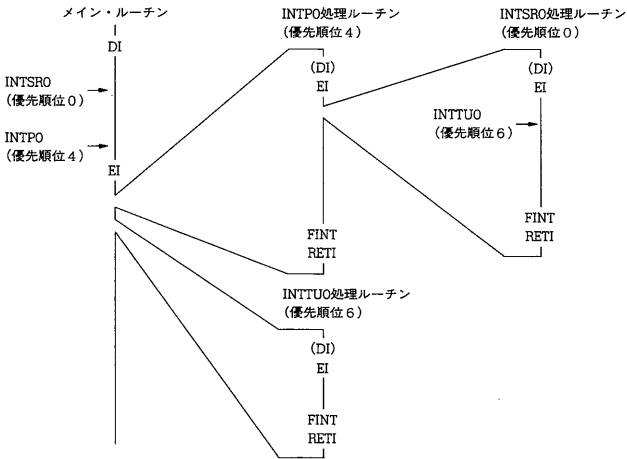 メイン・ルーチン
DI
INTSR0
(優先順位0)
INTP0
(優先順位4)
EI
INTP0処理ルーチン
(優先順位4)
(DI)
EI
FINT
RETI
INTSR0処理ルーチン
(優先順位0)
(DI)
EI
INTTU0
(優先順位6)
FINT
RETI
INTTU0処理ルーチン
(優先順位6)
(DI)
EI
FINT
RETI